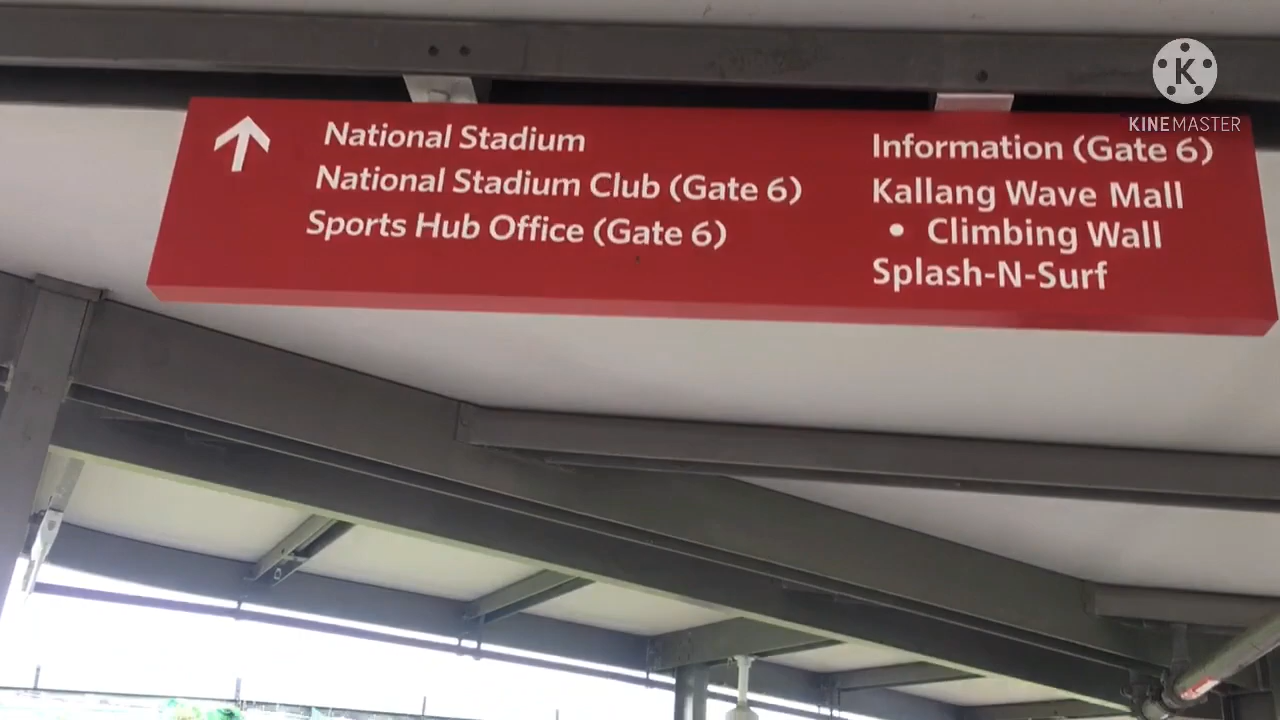 National Stadium
National Stadium Club (Gate 6)
Sports Hub Office (Gate 6)
Information (Gate 6)
Kallang Wave Mall
• Climbing Wall
Splash-N-Surf
K
KINEMASTER